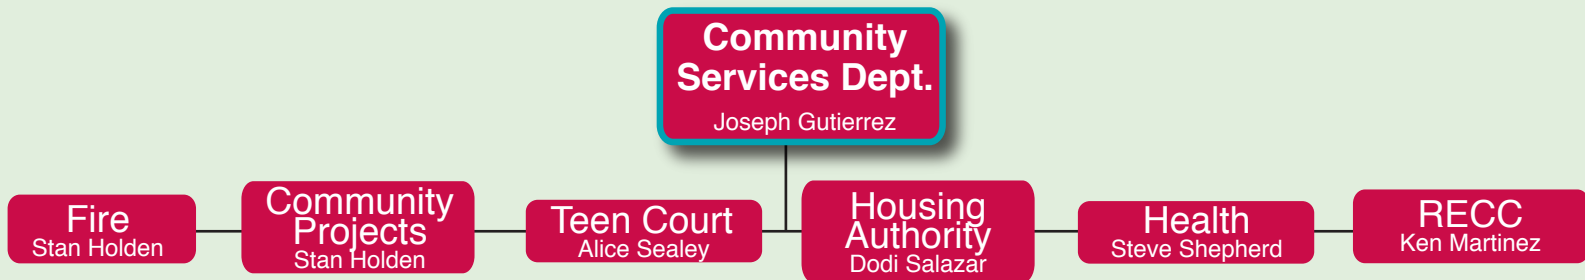 Community
Services Dept.
Joseph Gutierrez
Fire
Stan Holden
Community
Projects
Stan Holden
Teen Court
Alice Sealey
Housing
Authority
Dodi Salazar
Health
Steve Shepherd
RECC
Ken Martinez